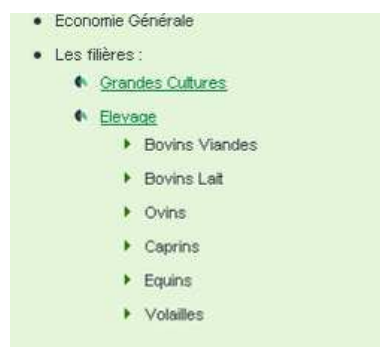 Economie Générale
Les filières :
Grandes Cultures
Elevage
Bovins Viandes
Bovins Lait
Ovins
Caprins
Equins
Volailles